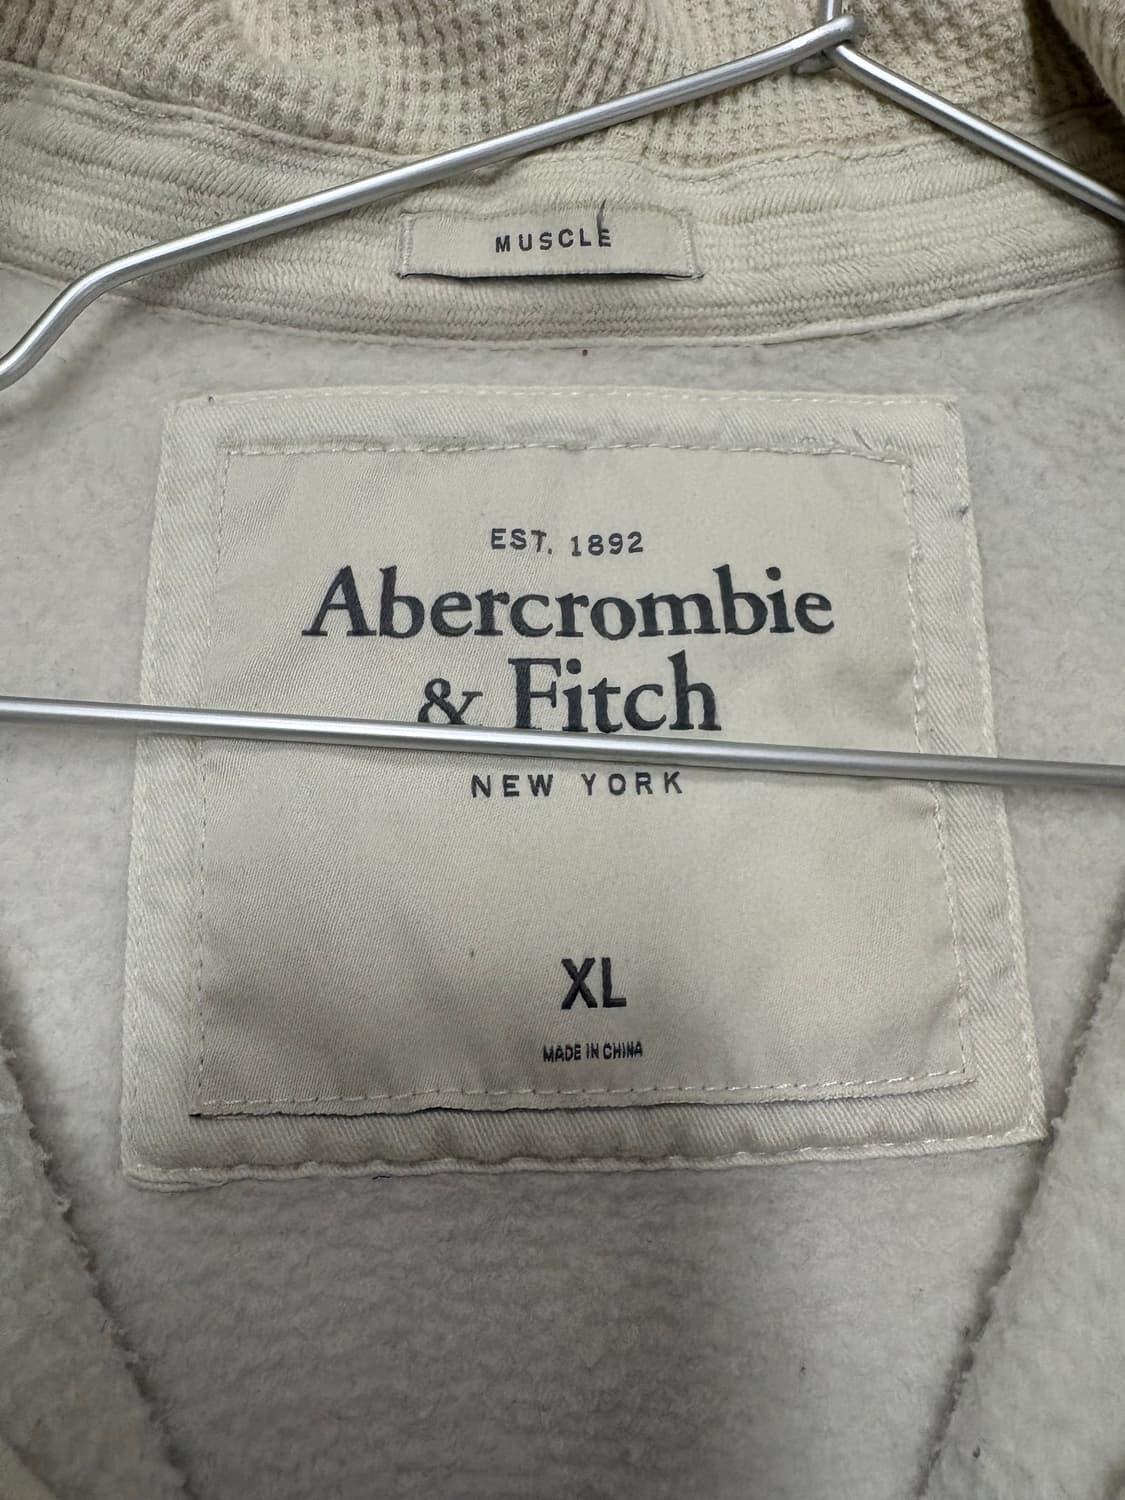 MUSCLE
EST. 1892
Abercrombie
& Fitch
NEW YORK
XL
MADE IN CHINA